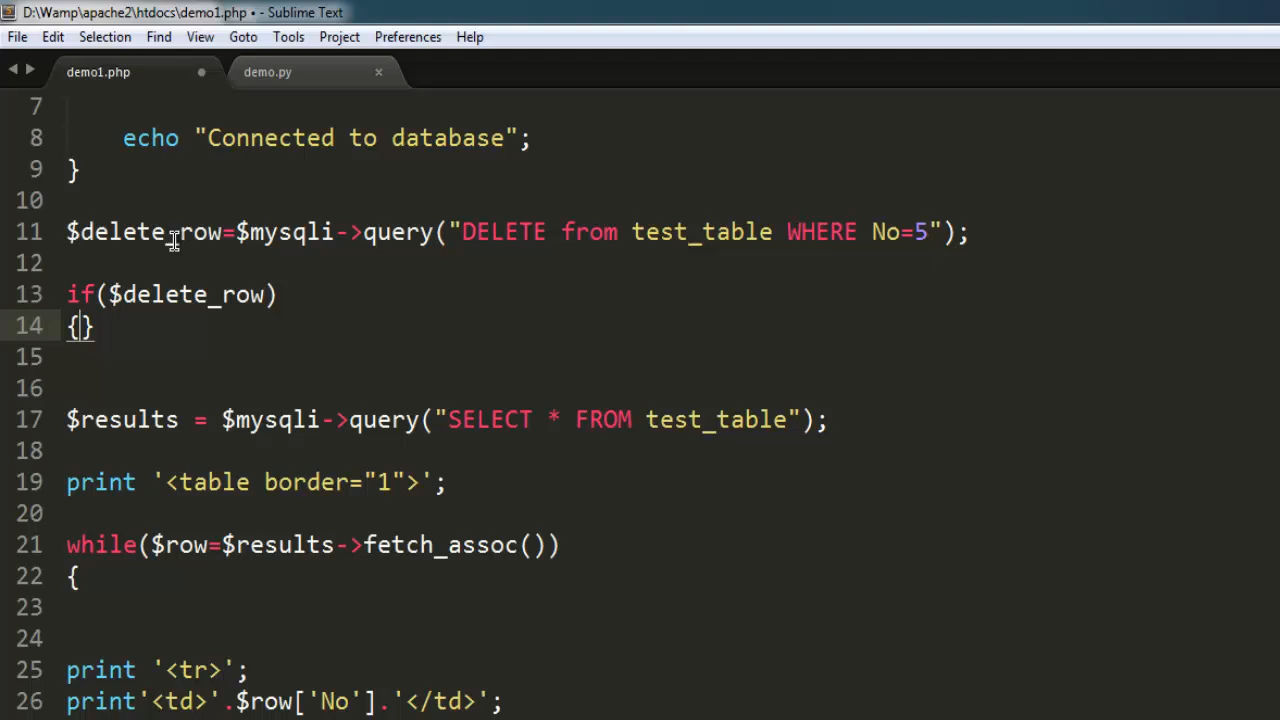 D:\Wamp\apache2\htdocs\demo1.php • - Sublime Text
File Edit Selection Find View Goto Tools Project Preferences Help
demo1.php demo.py ×
7
8 echo "Connected to database";
9 }
10
11 $delete_row=$mysqli->query("DELETE from test_table WHERE No=5");
12
13 if($delete_row)
14 {}
15
16
17 $results = $mysqli->query("SELECT * FROM test_table");
18
19 print '<table border="1">';
20
21 while($row=$results->fetch_assoc())
22 {
23
24
25 print '<tr>';
26 print'<td>'.$row['No'].'</td>';